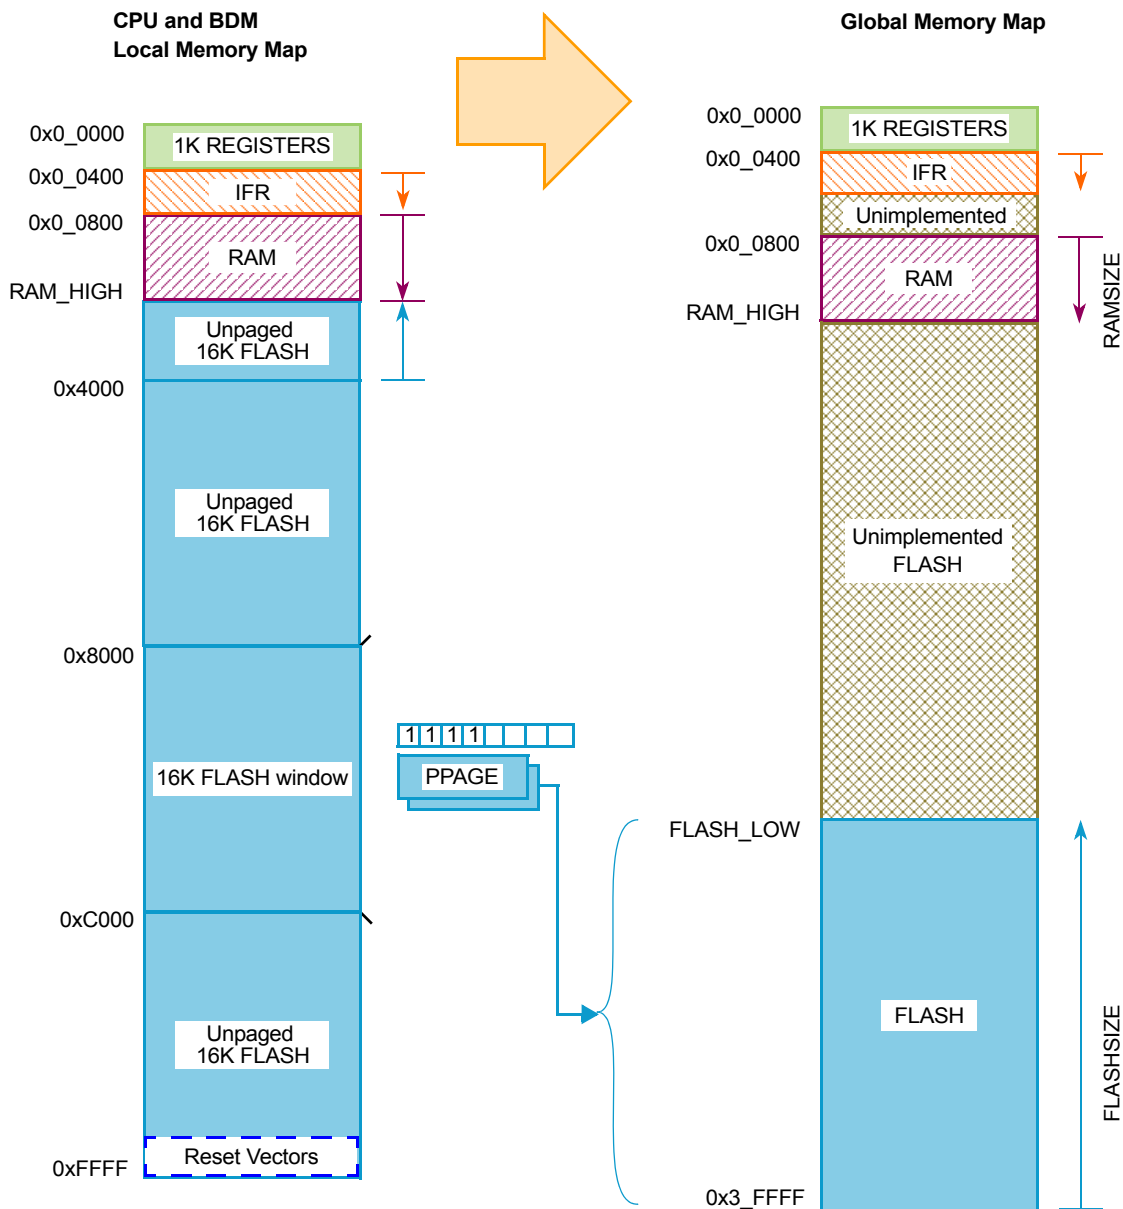 CPU and BDM
Local Memory Map
0x0_0000
1K REGISTERS
0x0_0400
IFR
0x0_0800
RAM
RAM_HIGH
Unpaged
16K FLASH
0x4000
Unpaged
16K FLASH
0x8000
16K FLASH window
1 1 1 1
PPAGE
0xC000
Unpaged
16K FLASH
Reset Vectors
0xFFFF
Global Memory Map
0x0_0000
1K REGISTERS
0x0_0400
IFR
Unimplemented
0x0_0800
RAM
RAMSIZE
RAM_HIGH
Unimplemented
FLASH
FLASH_LOW
FLASH
FLASHSIZE
0x3_FFFF